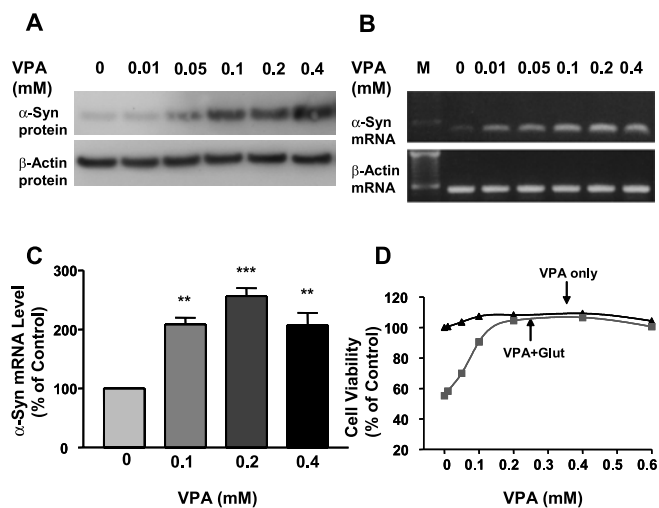 A
VPA
(mM)
0 0.01 0.05 0.1 0.2 0.4
α-Syn
protein
β-Actin
protein
B
VPA
(mM)
M 0 0.01 0.05 0.1 0.2 0.4
α-Syn
mRNA
β-Actin
mRNA
C
α-Syn mRNA Level
(% of Control)
300
200
100
0
**
***
**
0 0.1 0.2 0.4
VPA (mM)
D
Cell Viability
(% of Control)
120
100
80
60
40
20
VPA only
VPA+Glut
0 0.1 0.2 0.3 0.4 0.5 0.6
VPA (mM)